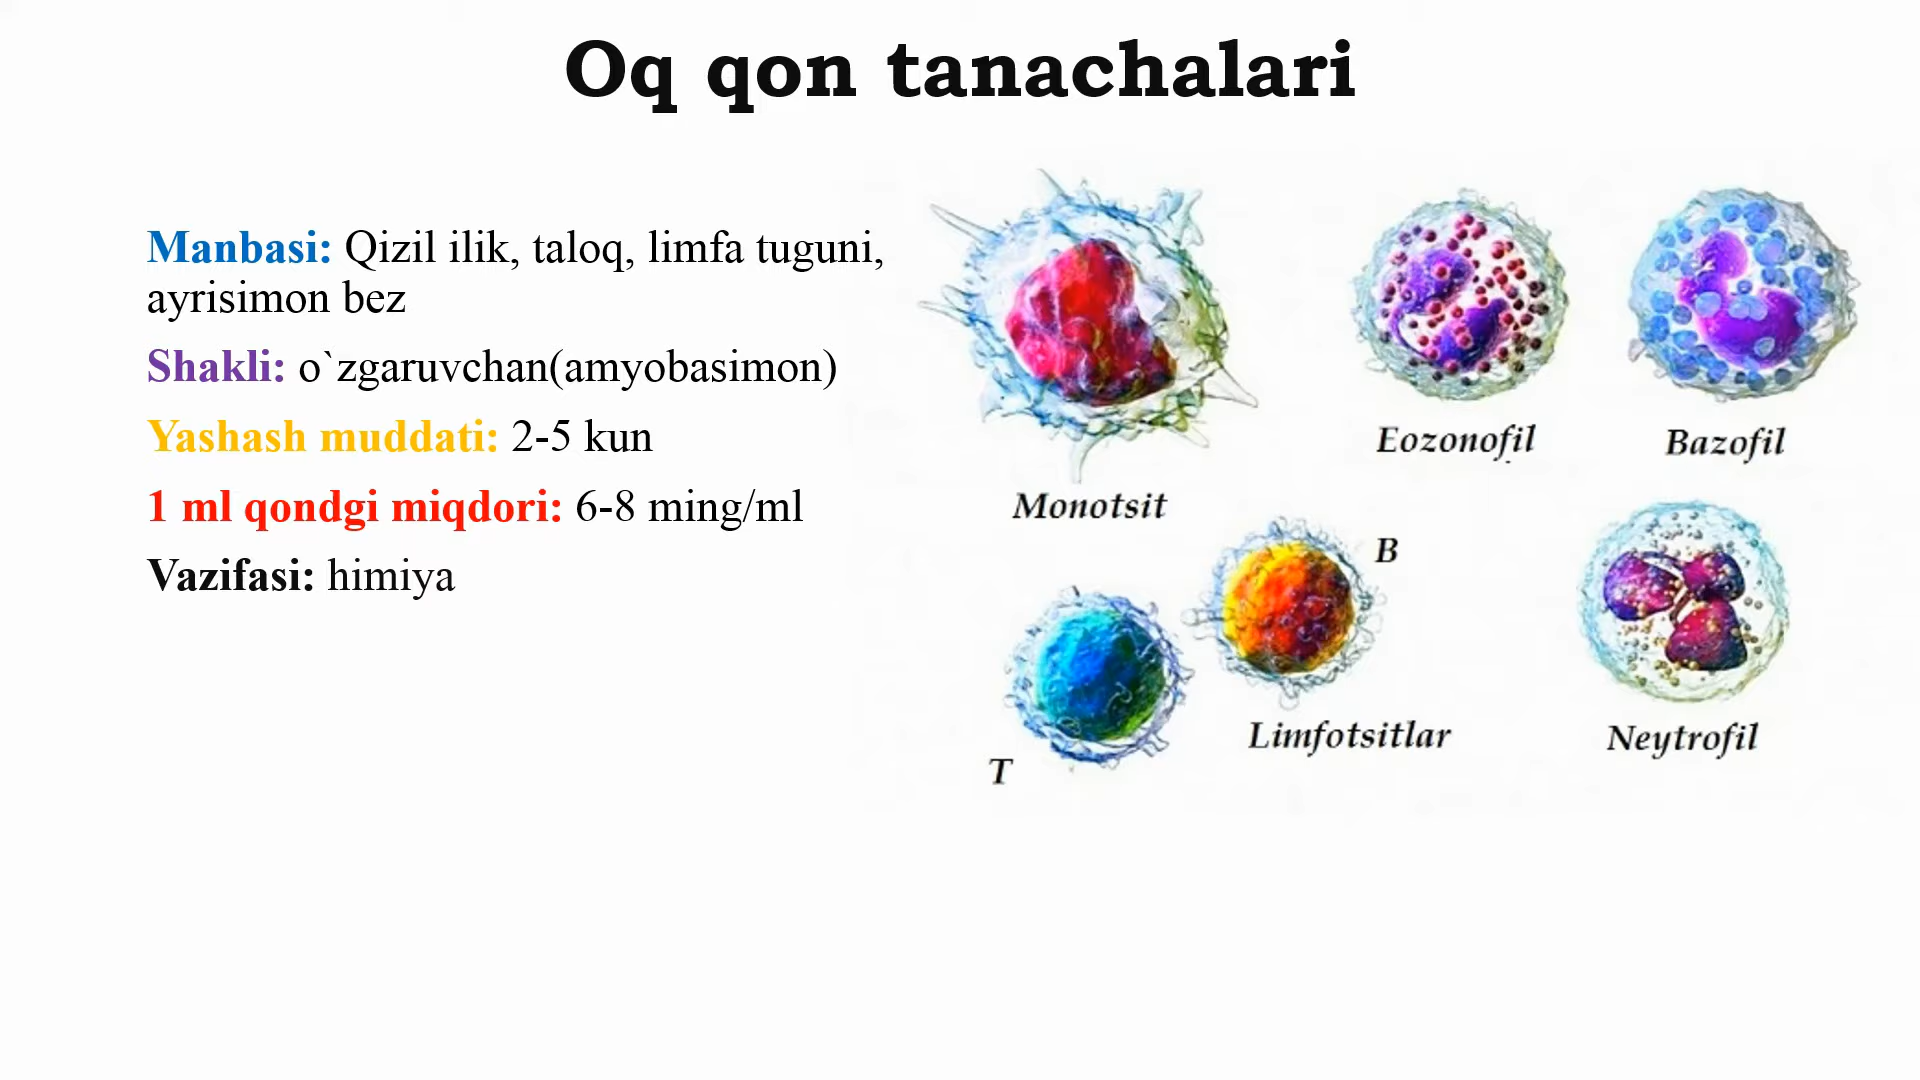 Oq qon tanachalari
Manbasi: Qizil ilik, taloq, limfa tuguni,
ayrisimon bez
Shakli: o`zgaruvchan(amyobasimon)
Yashash muddati: 2-5 kun
1 ml qondgi miqdori: 6-8 ming/ml
Vazifasi: himiya
Monotsit
Eozonofil
Bazofil
B
T
Limfotsitlar
Neytrofil